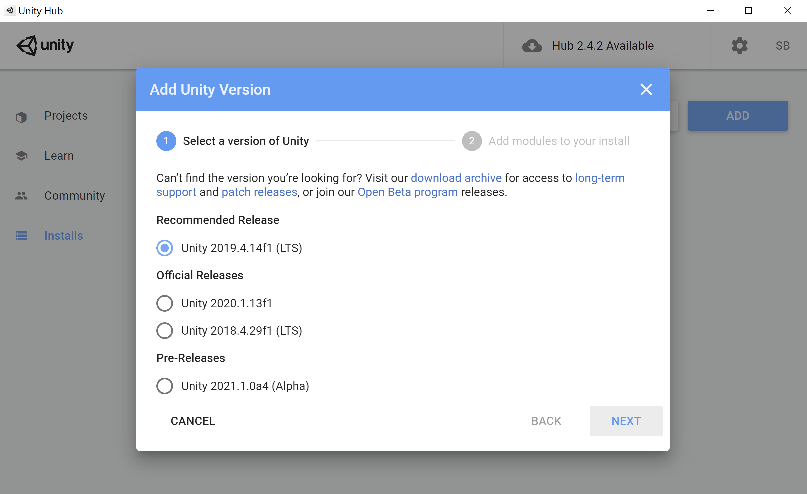 Unity Hub
unity
Hub 2.4.2 Available
SB
Add Unity Version
Projects
Learn
Community
Installs
ADD
1 Select a version of Unity
2 Add modules to your install
Can't find the version you're looking for? Visit our download archive for access to long-term
support and patch releases, or join our Open Beta program releases.
Recommended Release
Unity 2019.4.14f1 (LTS)
Official Releases
Unity 2020.1.13f1
Unity 2018.4.29f1 (LTS)
Pre-Releases
Unity 2021.1.0a4 (Alpha)
CANCEL
BACK
NEXT